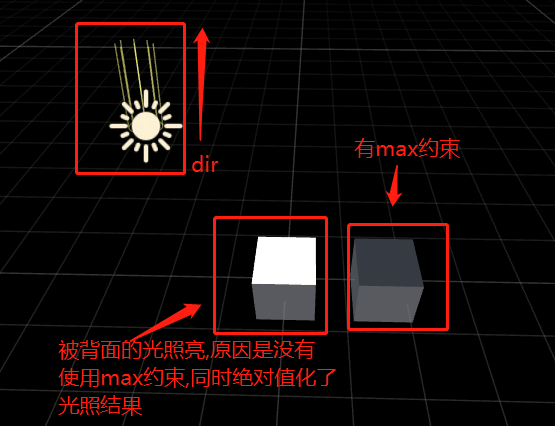 dir
有max约束
被背面的光照亮,原因是没有
使用max约束,同时绝对值化了
光照结果